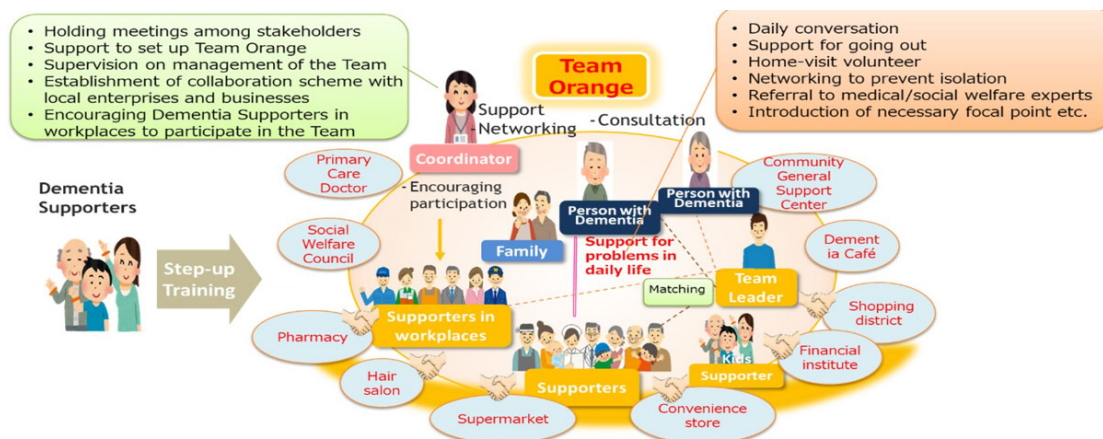 • Holding meetings among stakeholders
• Support to set up Team Orange
• Supervision on management of the Team
• Establishment of collaboration scheme with
local enterprises and businesses
• Encouraging Dementia Supporters in
workplaces to participate in the Team
Team
Orange
• Daily conversation
• Support for going out
• Home-visit volunteer
• Networking to prevent isolation
• Referral to medical/social welfare experts
• Introduction of necessary focal point etc.
Support
-Networking
- Consultation
Coordinator
- Encouraging
participation
Primary
Care
Doctor
Social
Welfare
Council
Dementia
Supporters
Step-up
Training
Family
Person with
Dementia
Person with
Dementia
Support for
problems in
daily life
Community
General
Support
Center
Dement
ia Café
Team
Leader
Matching
Shopping
district
Supporters in
workplaces
Pharmacy
Hair
salon
Supermarket
Supporters
Kids
Supporter
Financial
institute
Convenience
store